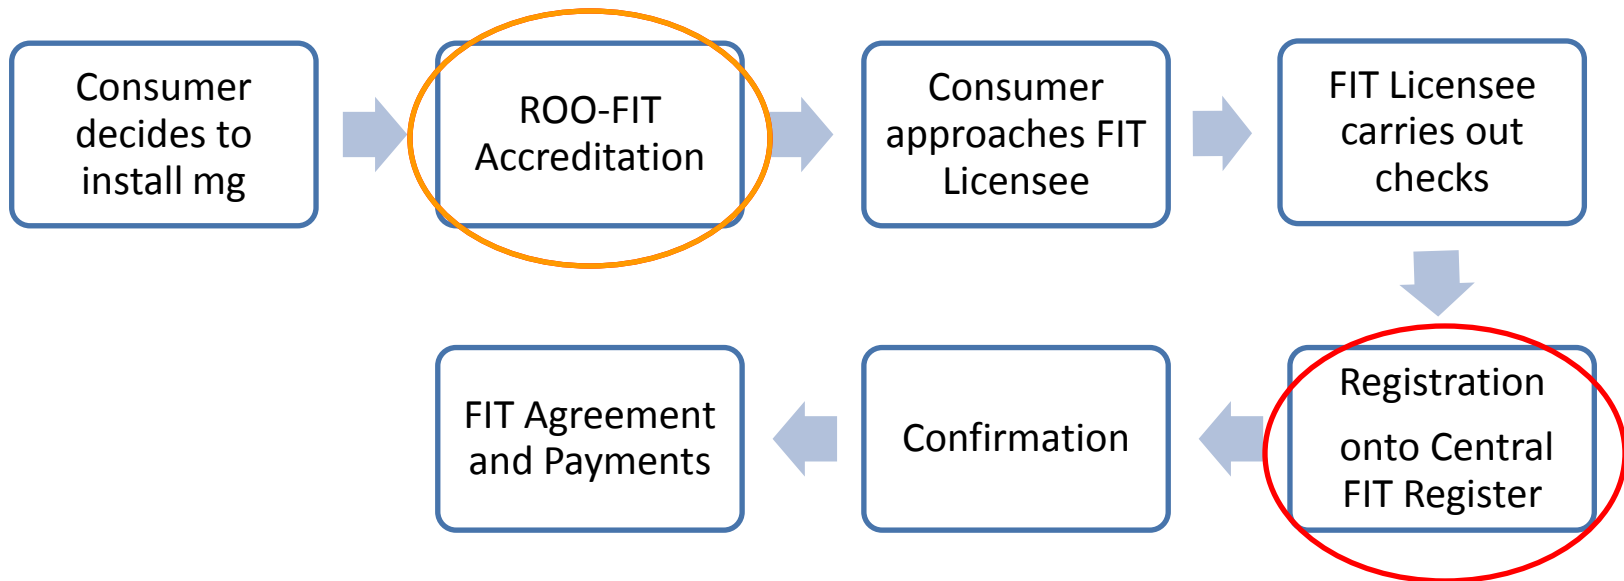 Consumer
decides to
install mg
ROO-FIT
Accreditation
Consumer
approaches FIT
Licensee
FIT Licensee
carries out
checks
Registration
onto Central
FIT Register
Confirmation
FIT Agreement
and Payments